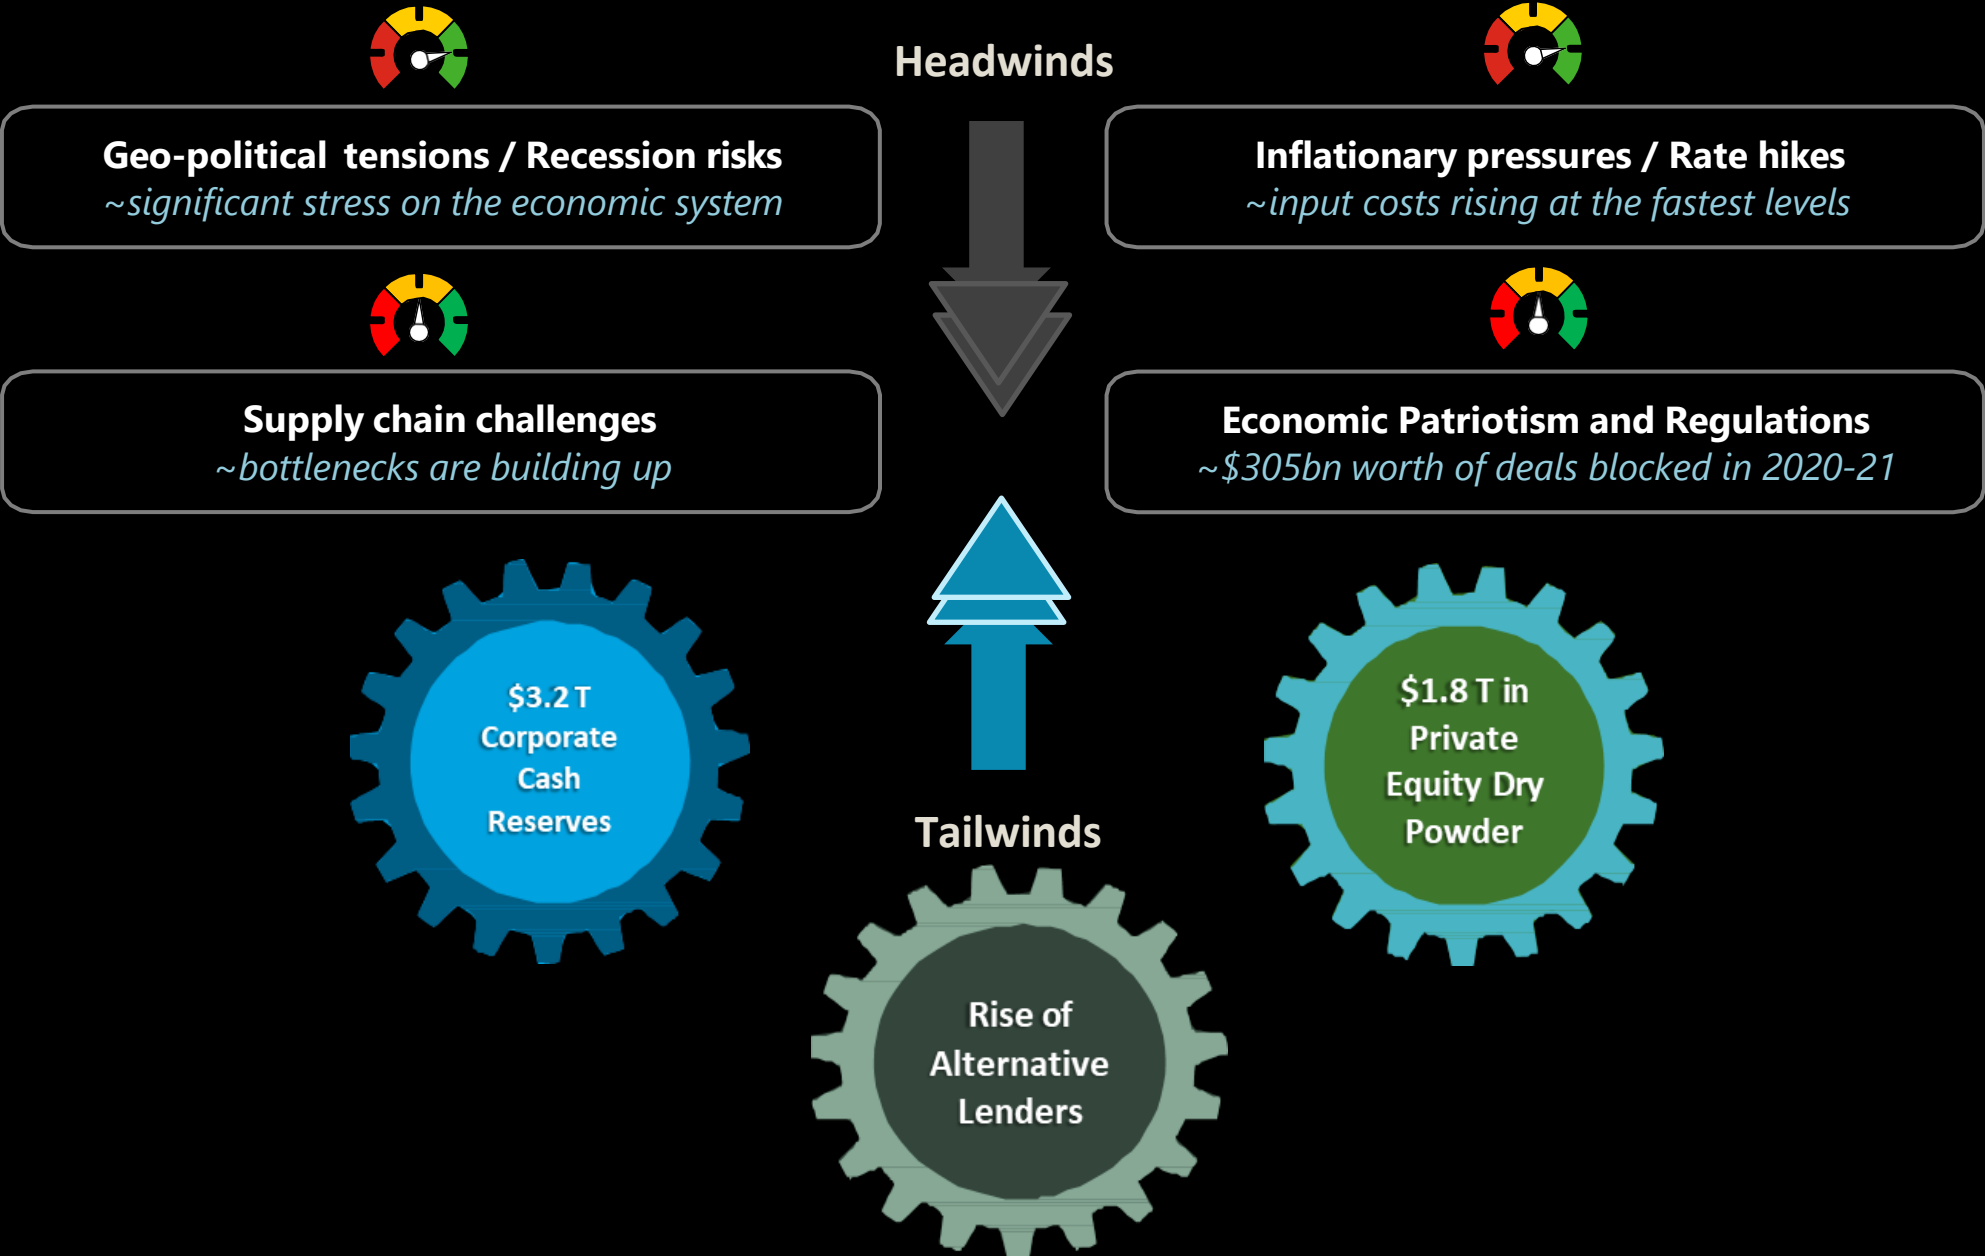 Headwinds
Geo-political tensions / Recession risks
~significant stress on the economic system
Inflationary pressures / Rate hikes
~input costs rising at the fastest levels
Supply chain challenges
~bottlenecks are building up
Economic Patriotism and Regulations
~$305bn worth of deals blocked in 2020-21
$3.2 T
Corporate
Cash
Reserves
$1.8 T in
Private
Equity Dry
Powder
Tailwinds
Rise of
Alternative
Lenders